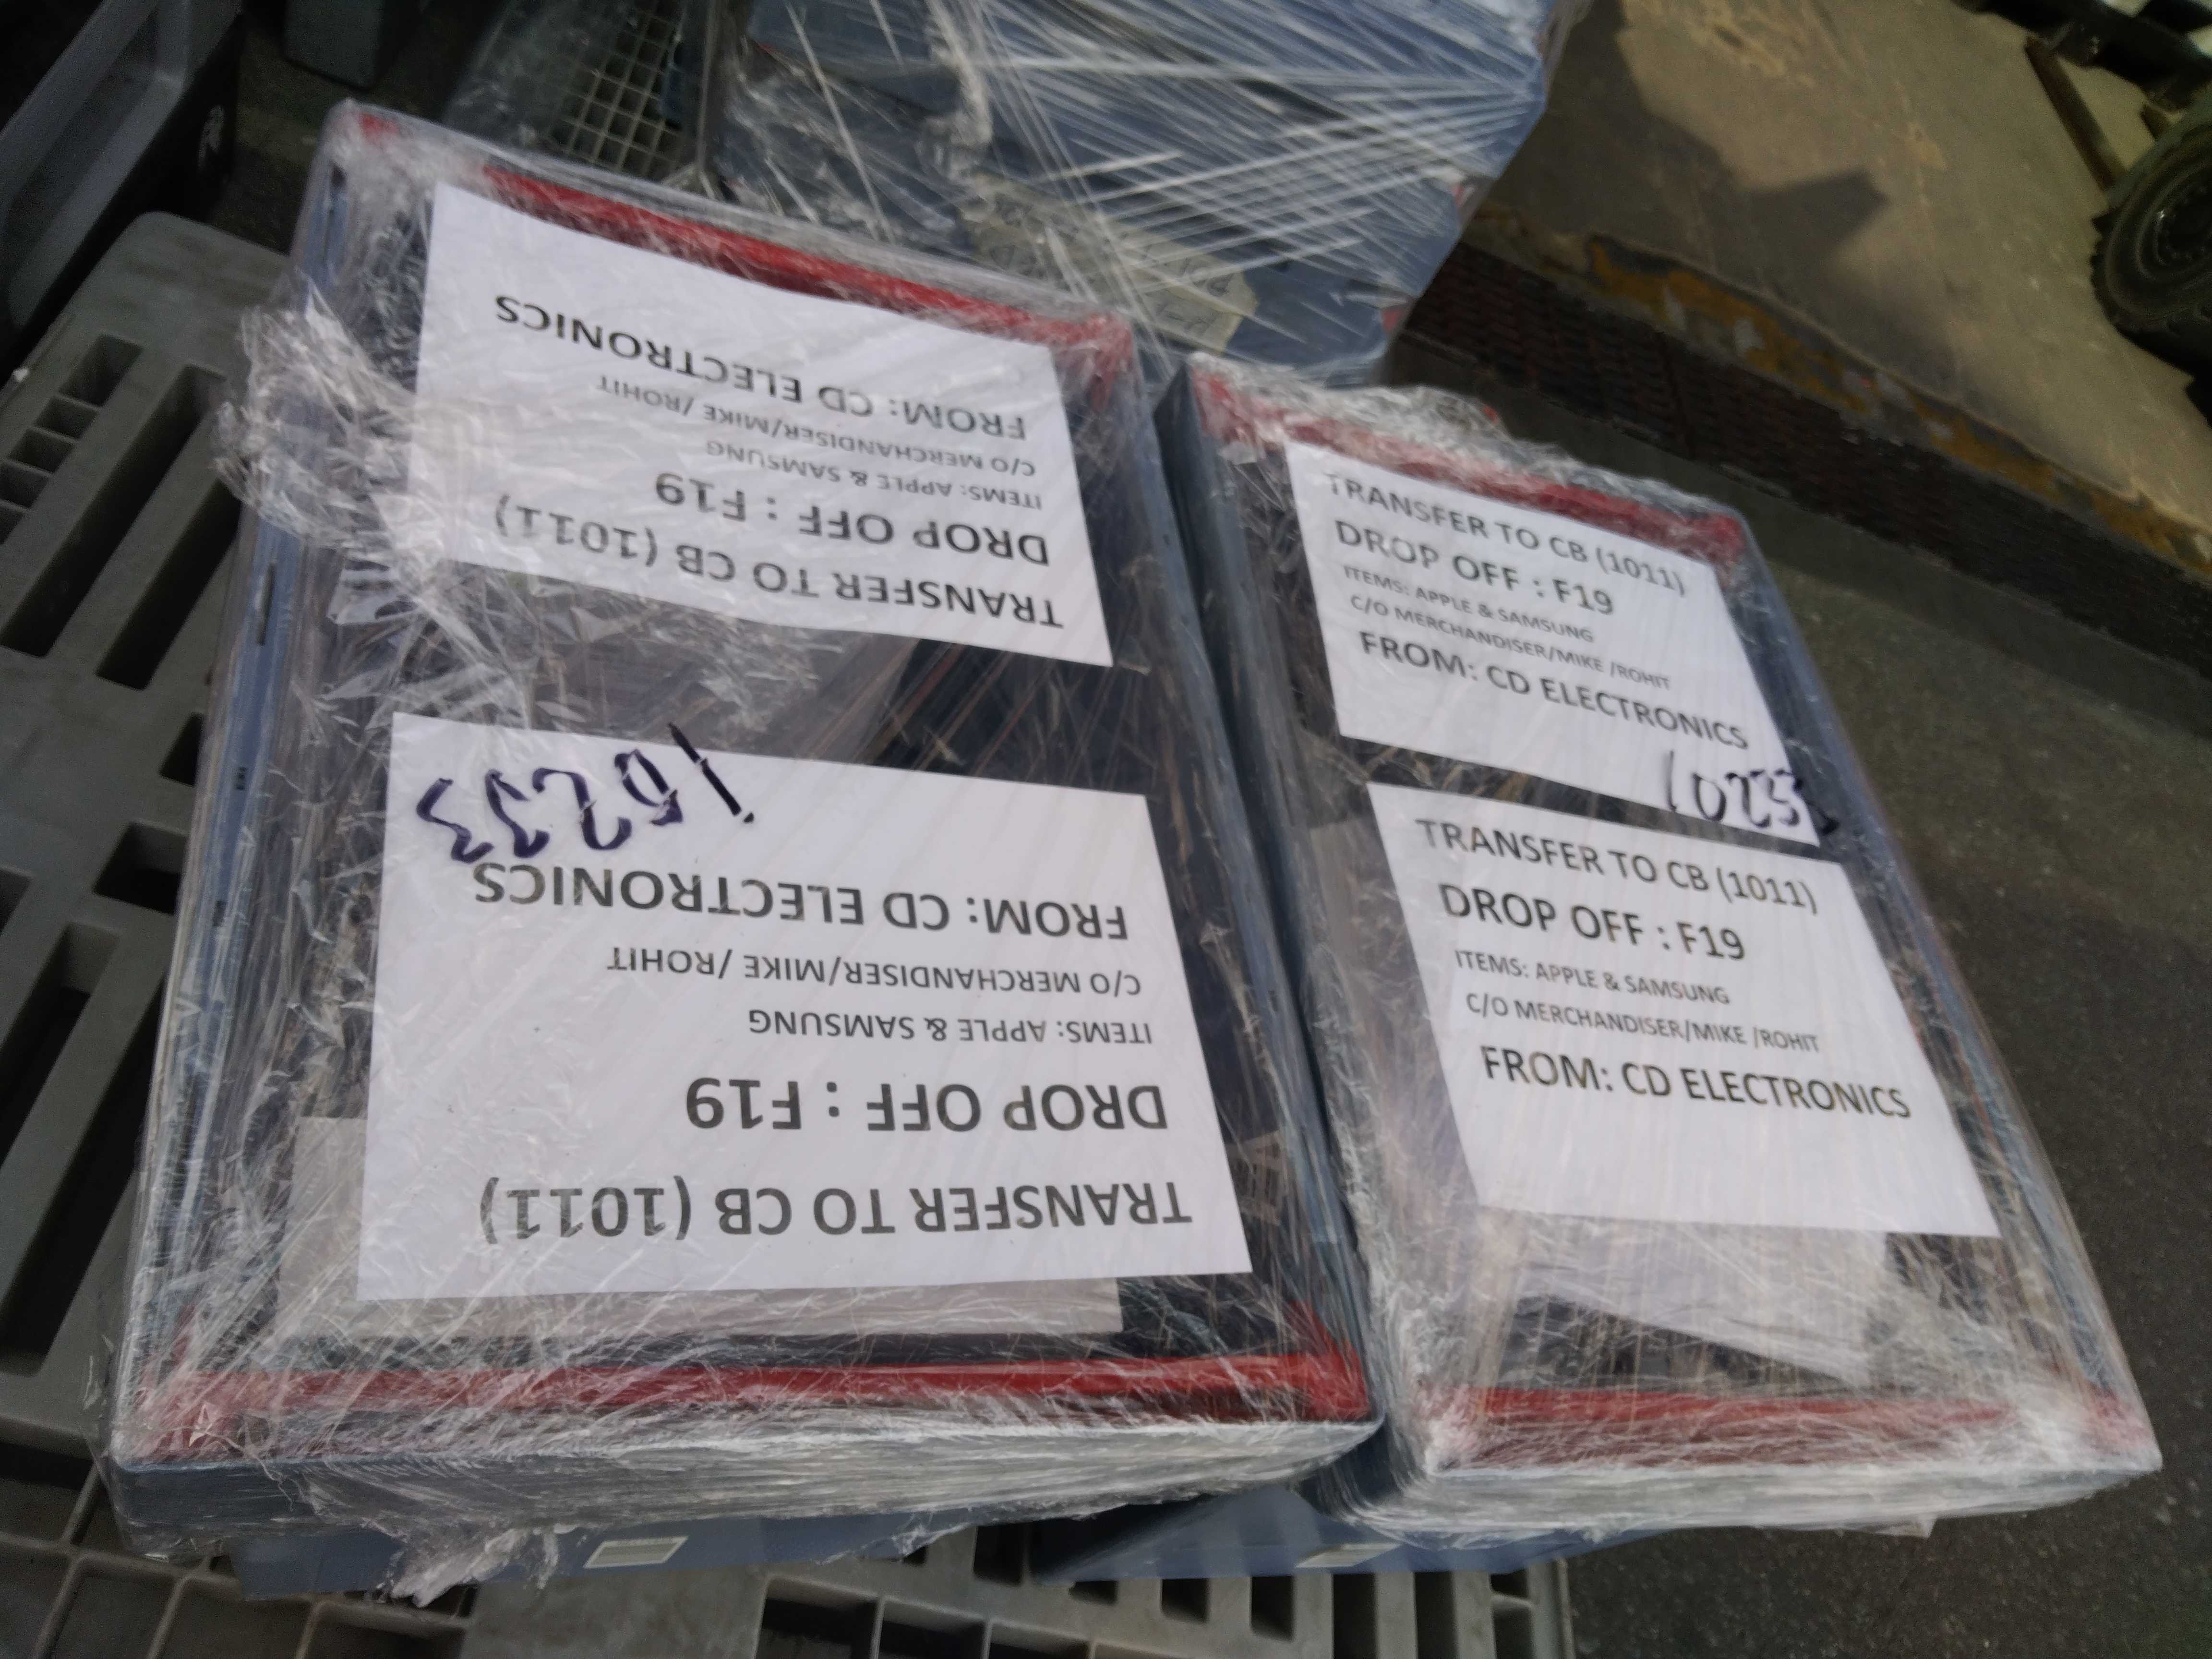 TRANSFER TO CB (1011)
DROP OFF : F19
ITEMS: APPLE & SAMSUNG
C/O MERCHANDISER/MIKE /ROHIT
FROM: CD ELECTRONICS
TRANSFER TO CB (1011)
DROP OFF : F19
ITEMS: APPLE & SAMSUNG
C/O MERCHANDISER/MIKE /ROHIT
FROM: CD ELECTRONICS
10233
TRANSFER TO CB (1011)
DROP OFF : F19
ITEMS: APPLE & SAMSUNG
C/O MERCHANDISER/MIKE /ROHIT
FROM: CD ELECTRONICS
10233
TRANSFER TO CB (1011)
DROP OFF : F19
ITEMS: APPLE & SAMSUNG
C/O MERCHANDISER/MIKE /ROHIT
FROM: CD ELECTRONICS